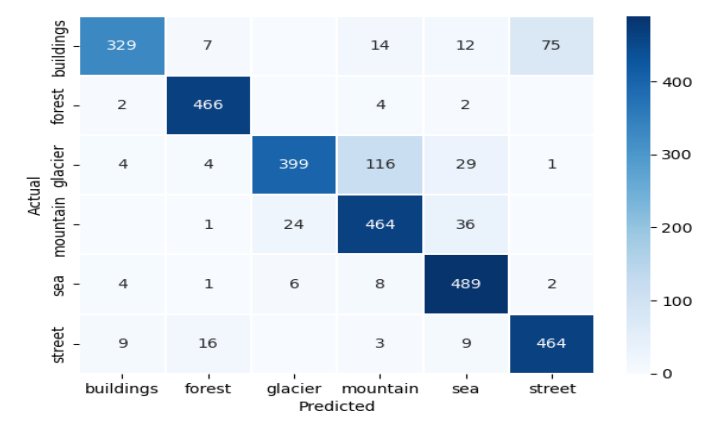 buildings 329 7 14 12 75
forest 2 466 4 2
glacier 4 4 399 116 29 1
mountain 1 24 464 36
sea 4 1 6 8 489 2
street 9 16 3 9 464
Actual
buildings forest glacier mountain sea street
Predicted
400
300
200
100
0